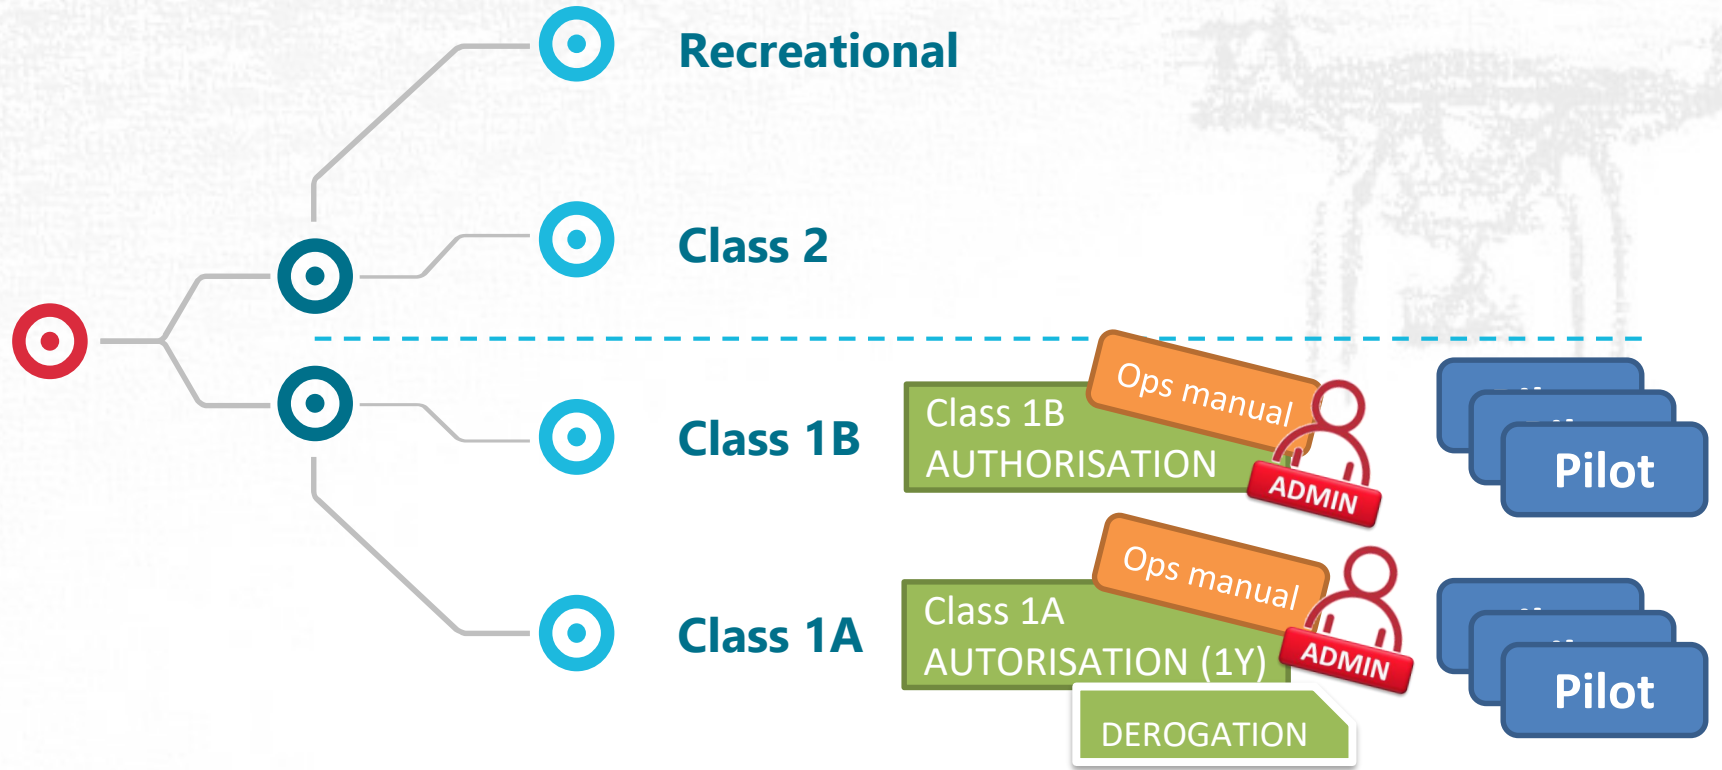 Recreational
Class 2
Class 1B
Class 1B
AUTHORISATION
Ops manual
ADMIN
Pilot
Class 1A
Class 1A
AUTORISATION (1Y)
Ops manual
ADMIN
DEROGATION
Pilot